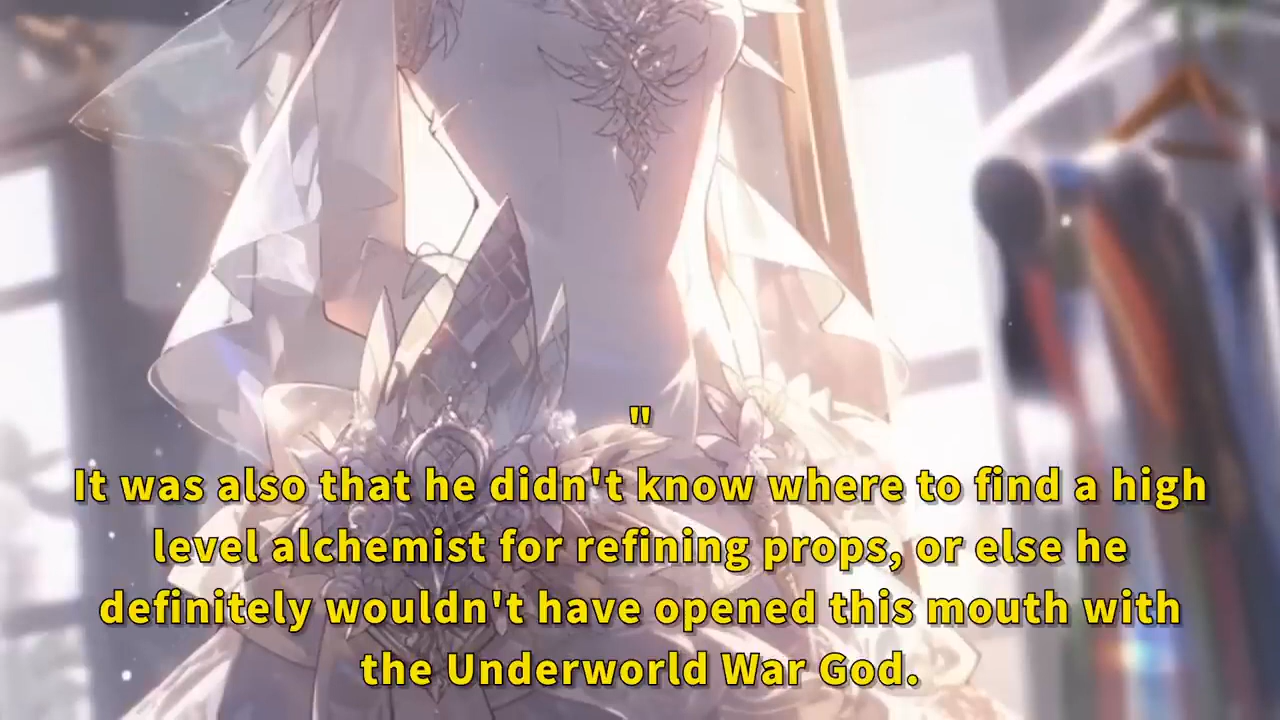 "
It was also that he didn't know where to find a high
level alchemist for refining props, or else he
definitely wouldn't have opened this mouth with
the Underworld War God.